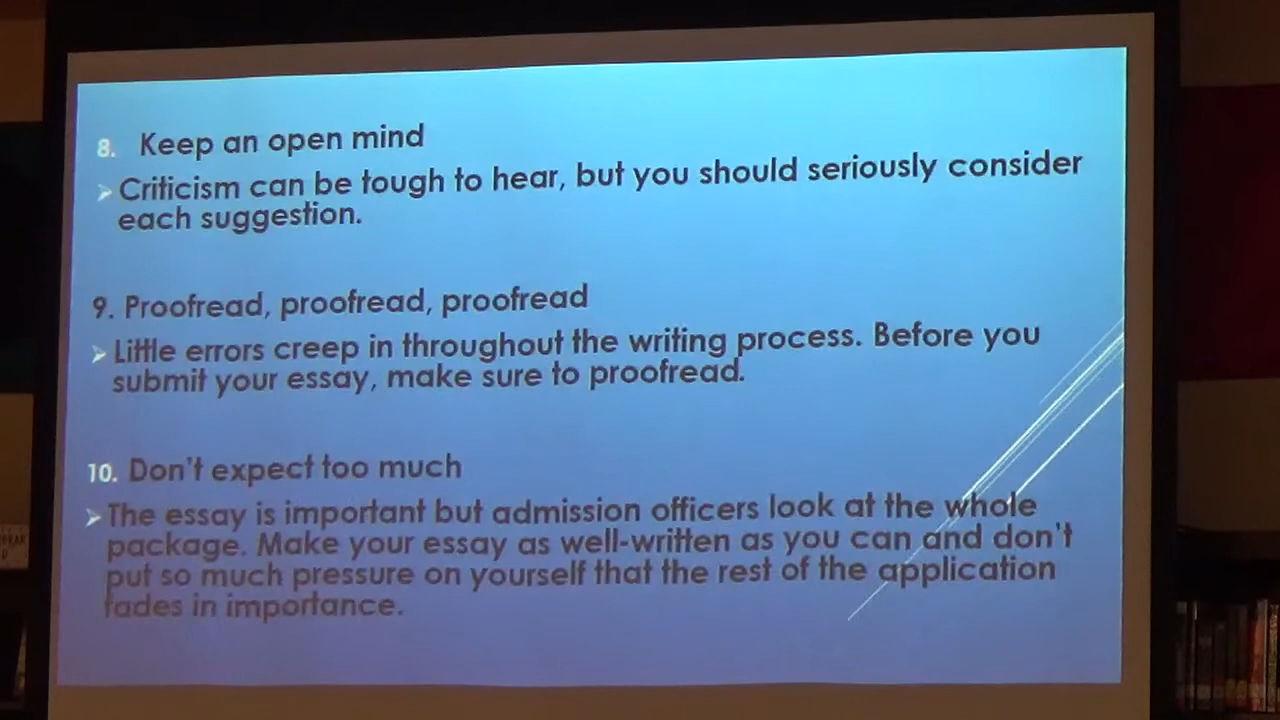 8. Keep an open mind
Criticism can be tough to hear, but you should seriously consider
each suggestion.
9. Proofread, proofread, proofread
Little errors creep in throughout the writing process. Before you
submit your essay, make sure to proofread.
10. Don't expect too much
The essay is important but admission officers look at the whole
package. Make your essay as well-written as you can and don't
put so much pressure on yourself that the rest of the application
fades in importance.